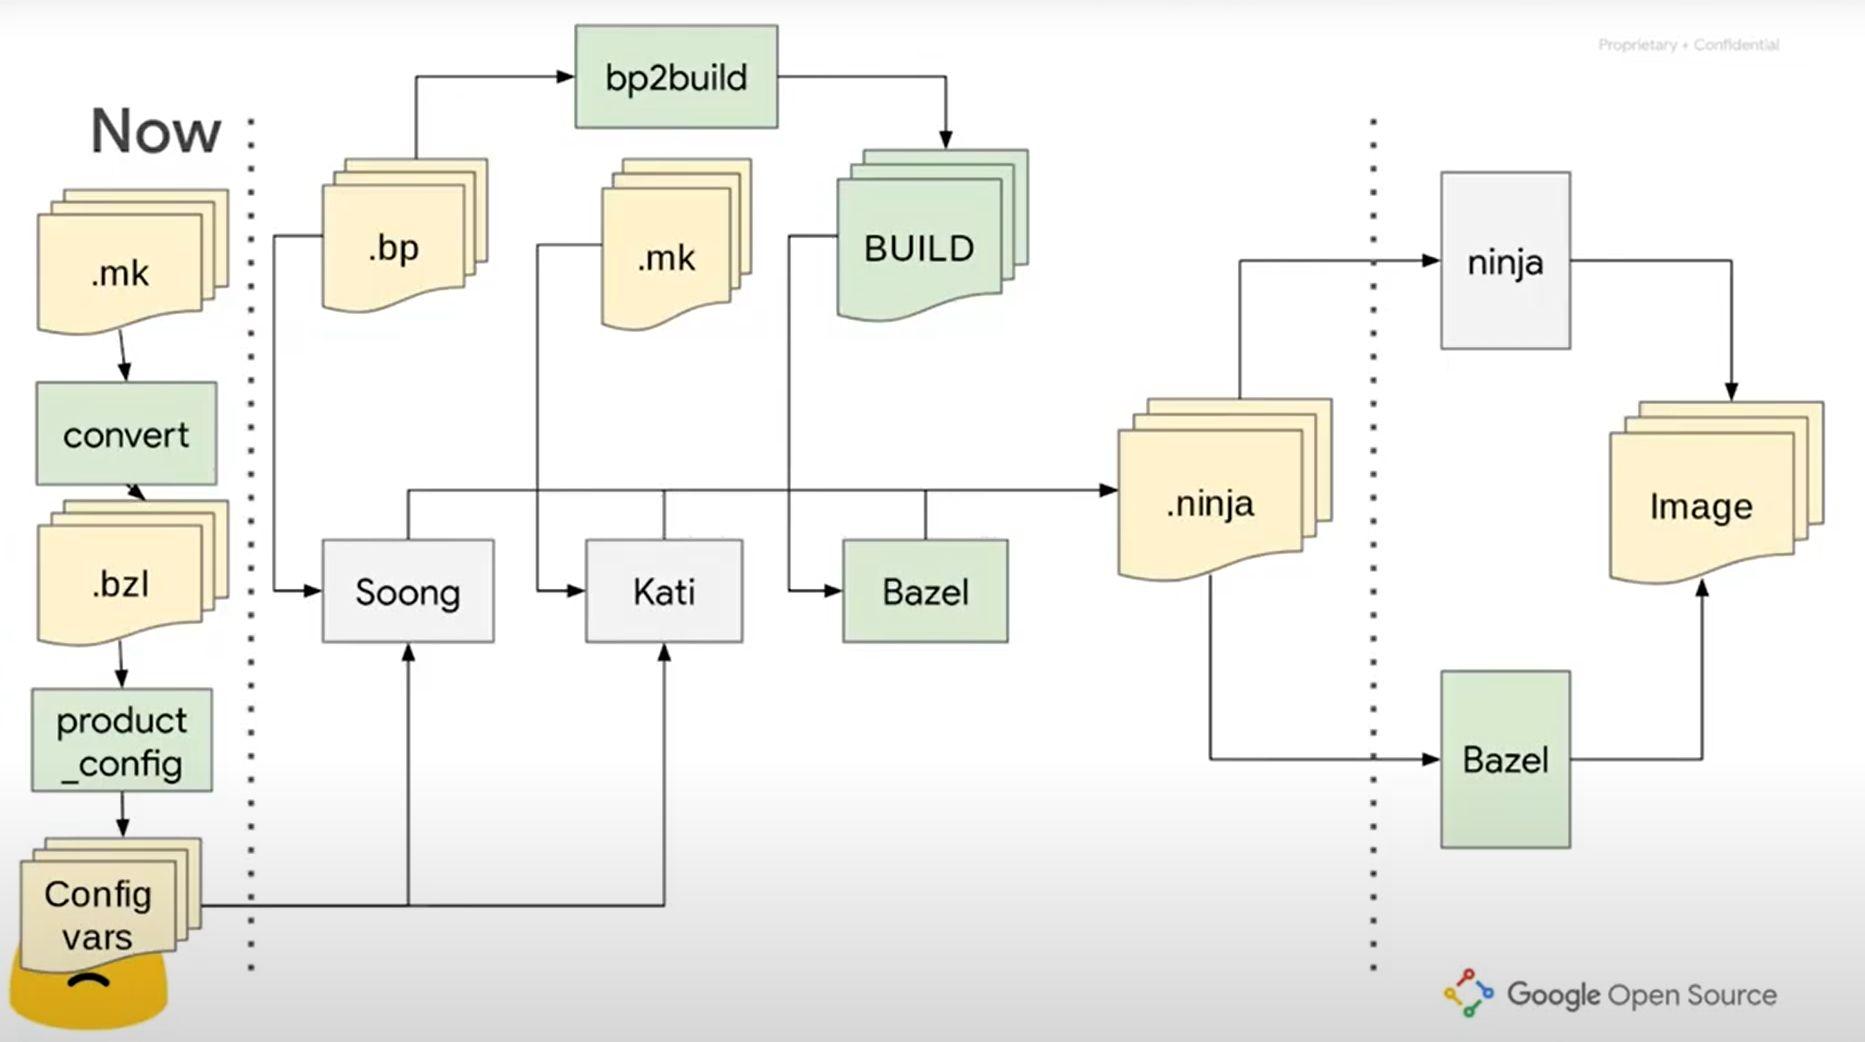 Proprietary + Confidential
Now
.mk
convert
.bzl
product
_config
Config
vars
bp2build
.bp
.mk
BUILD
Soong
Kati
Bazel
.ninja
ninja
Image
Bazel
Google Open Source